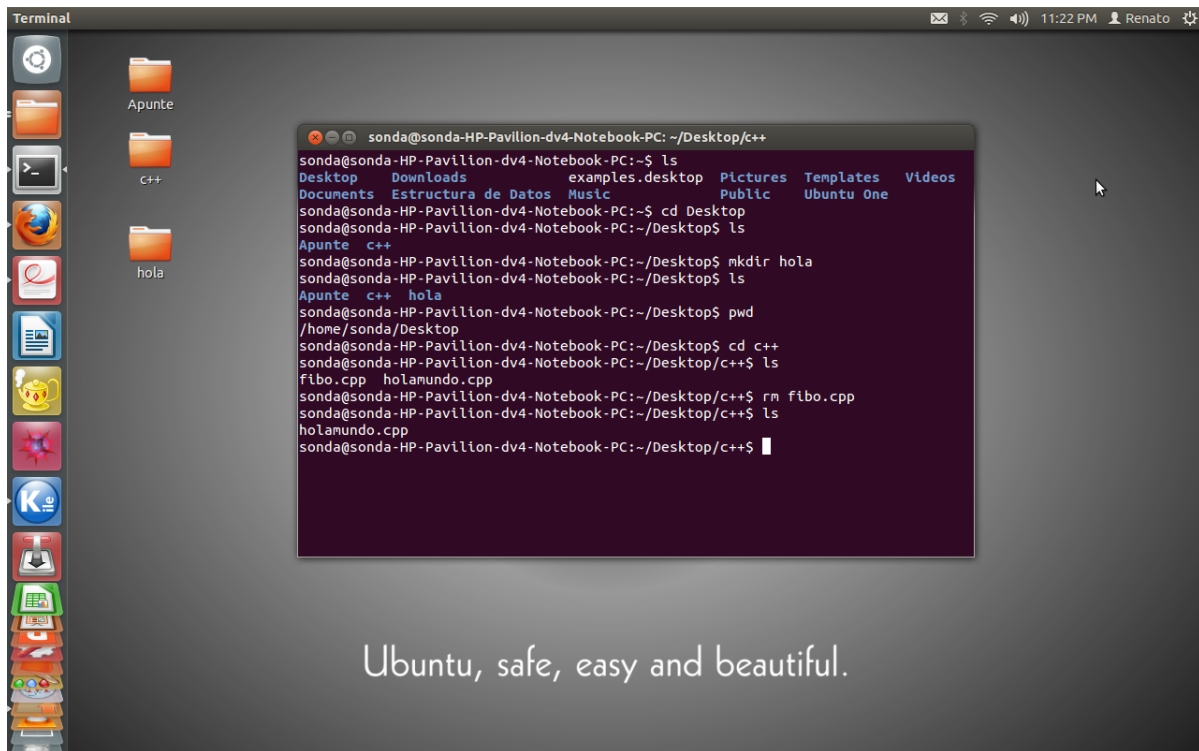 Terminal
11:22 PM Renato
Apunte
c++
hola
sonda@sonda-HP-Pavilion-dv4-Notebook-PC: ~/Desktop/c++
sonda@sonda-HP-Pavilion-dv4-Notebook-PC:~$ ls
Desktop Downloads examples.desktop Pictures Templates Videos
Documents Estructura de Datos Music Public Ubuntu One
sonda@sonda-HP-Pavilion-dv4-Notebook-PC:~$ cd Desktop
sonda@sonda-HP-Pavilion-dv4-Notebook-PC:~/Desktop$ ls
Apunte c++
sonda@sonda-HP-Pavilion-dv4-Notebook-PC:~/Desktop$ mkdir hola
sonda@sonda-HP-Pavilion-dv4-Notebook-PC:~/Desktop$ ls
Apunte c++ hola
sonda@sonda-HP-Pavilion-dv4-Notebook-PC:~/Desktop$ pwd
/home/sonda/Desktop
sonda@sonda-HP-Pavilion-dv4-Notebook-PC:~/Desktop$ cd c++
sonda@sonda-HP-Pavilion-dv4-Notebook-PC:~/Desktop/c++$ ls
fibo.cpp holamundo.cpp
sonda@sonda-HP-Pavilion-dv4-Notebook-PC:~/Desktop/c++$ rm fibo.cpp
sonda@sonda-HP-Pavilion-dv4-Notebook-PC:~/Desktop/c++$ ls
holamundo.cpp
sonda@sonda-HP-Pavilion-dv4-Notebook-PC:~/Desktop/c++$
Kile
Ubuntu, safe, easy and beautiful.